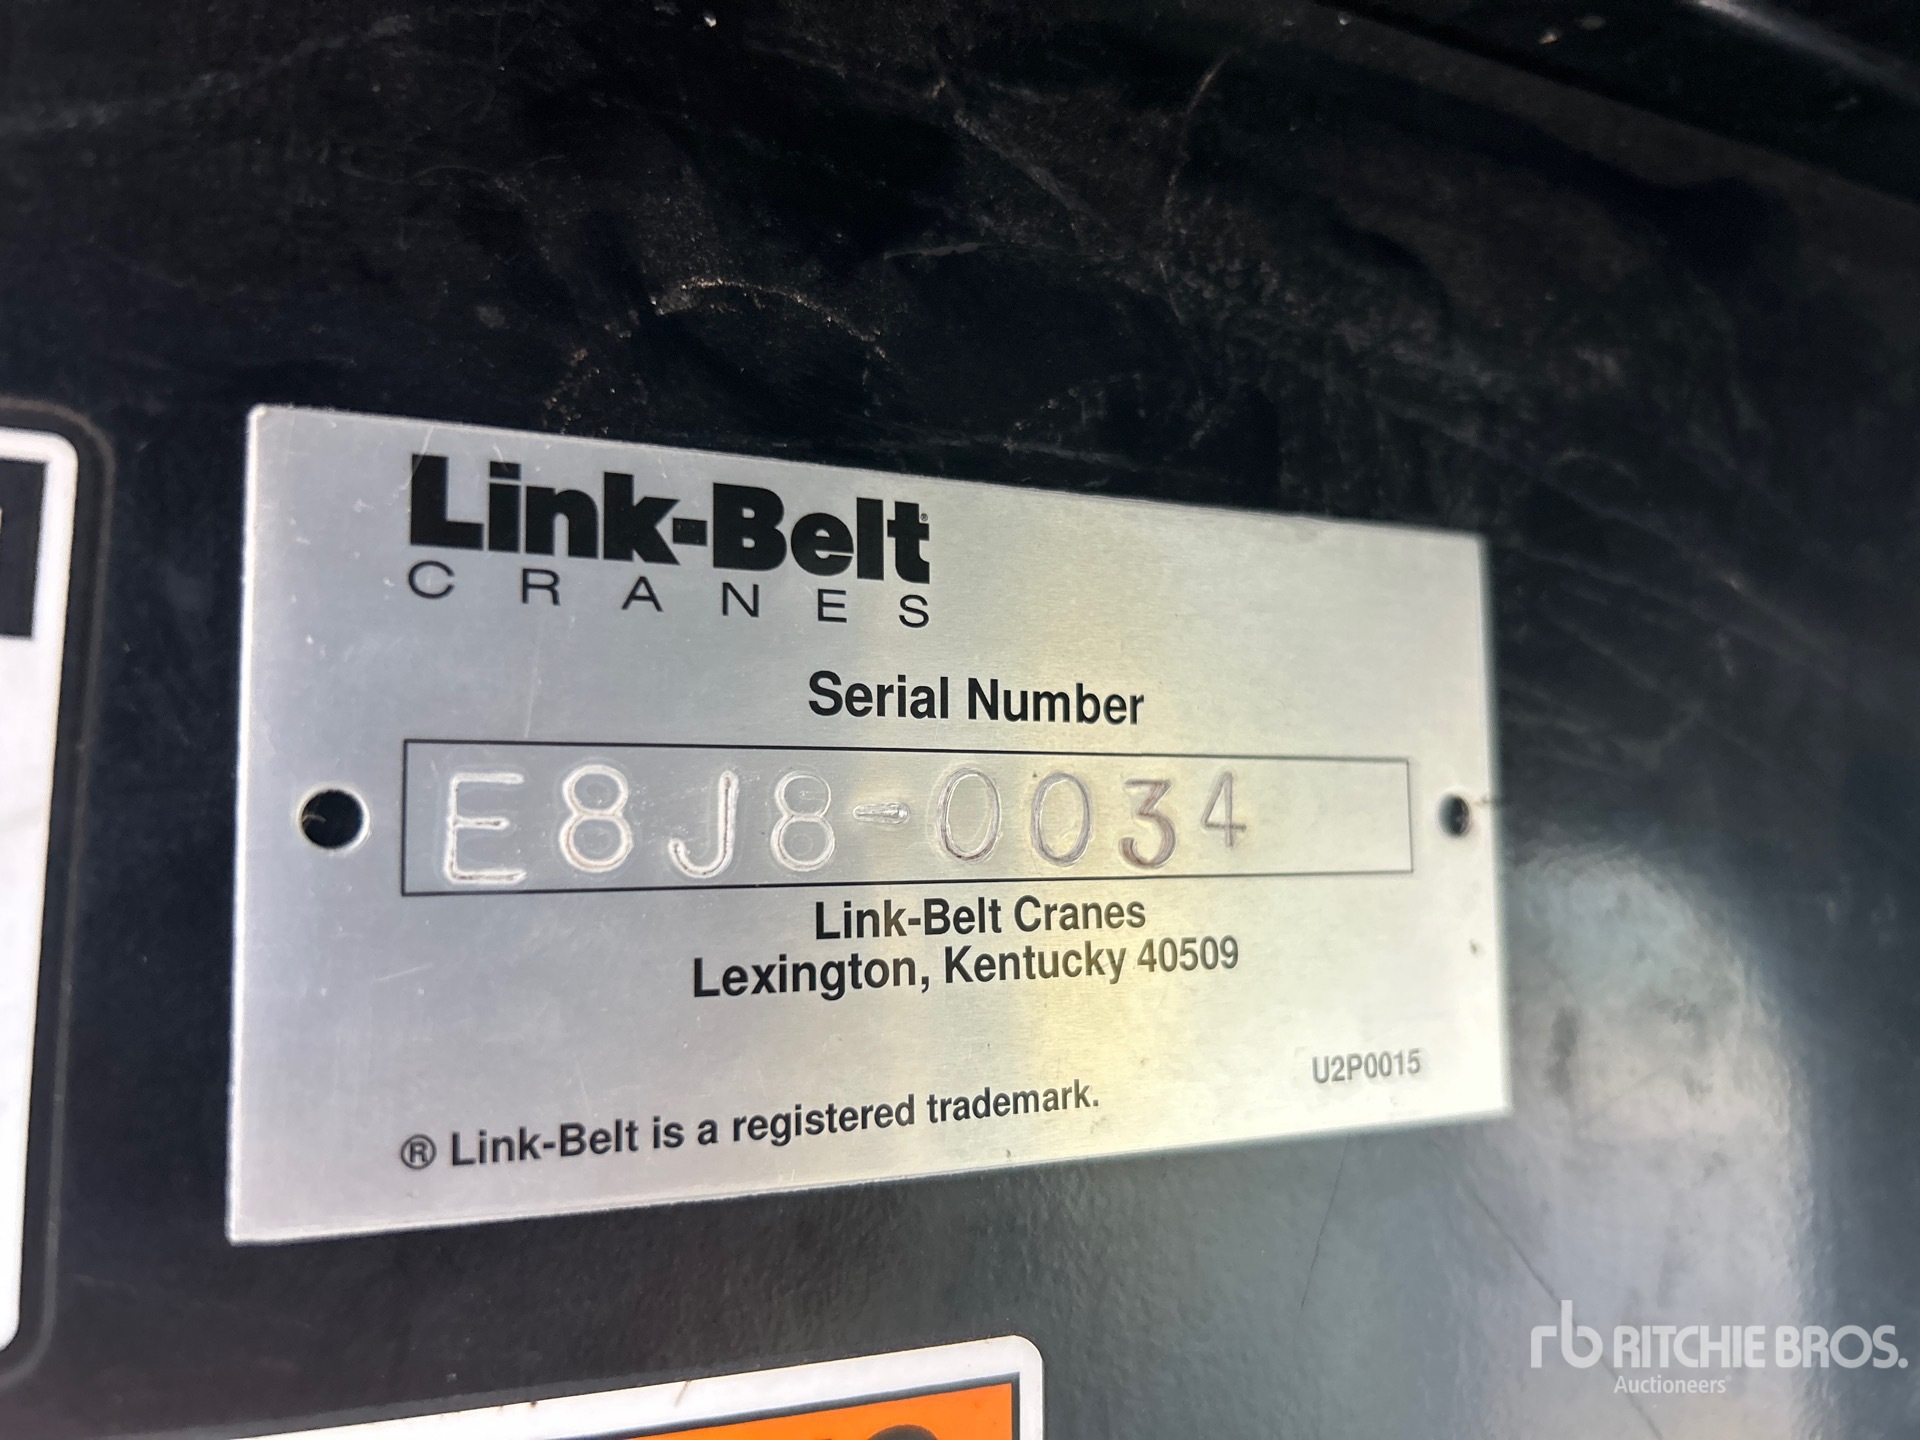 Link-Belt®
CRANES
Serial Number
E8J8-0034
Link-Belt Cranes
Lexington, Kentucky 40509
U2P0015
® Link-Belt is a registered trademark.
rb RITCHIE BROS.
Auctioneers